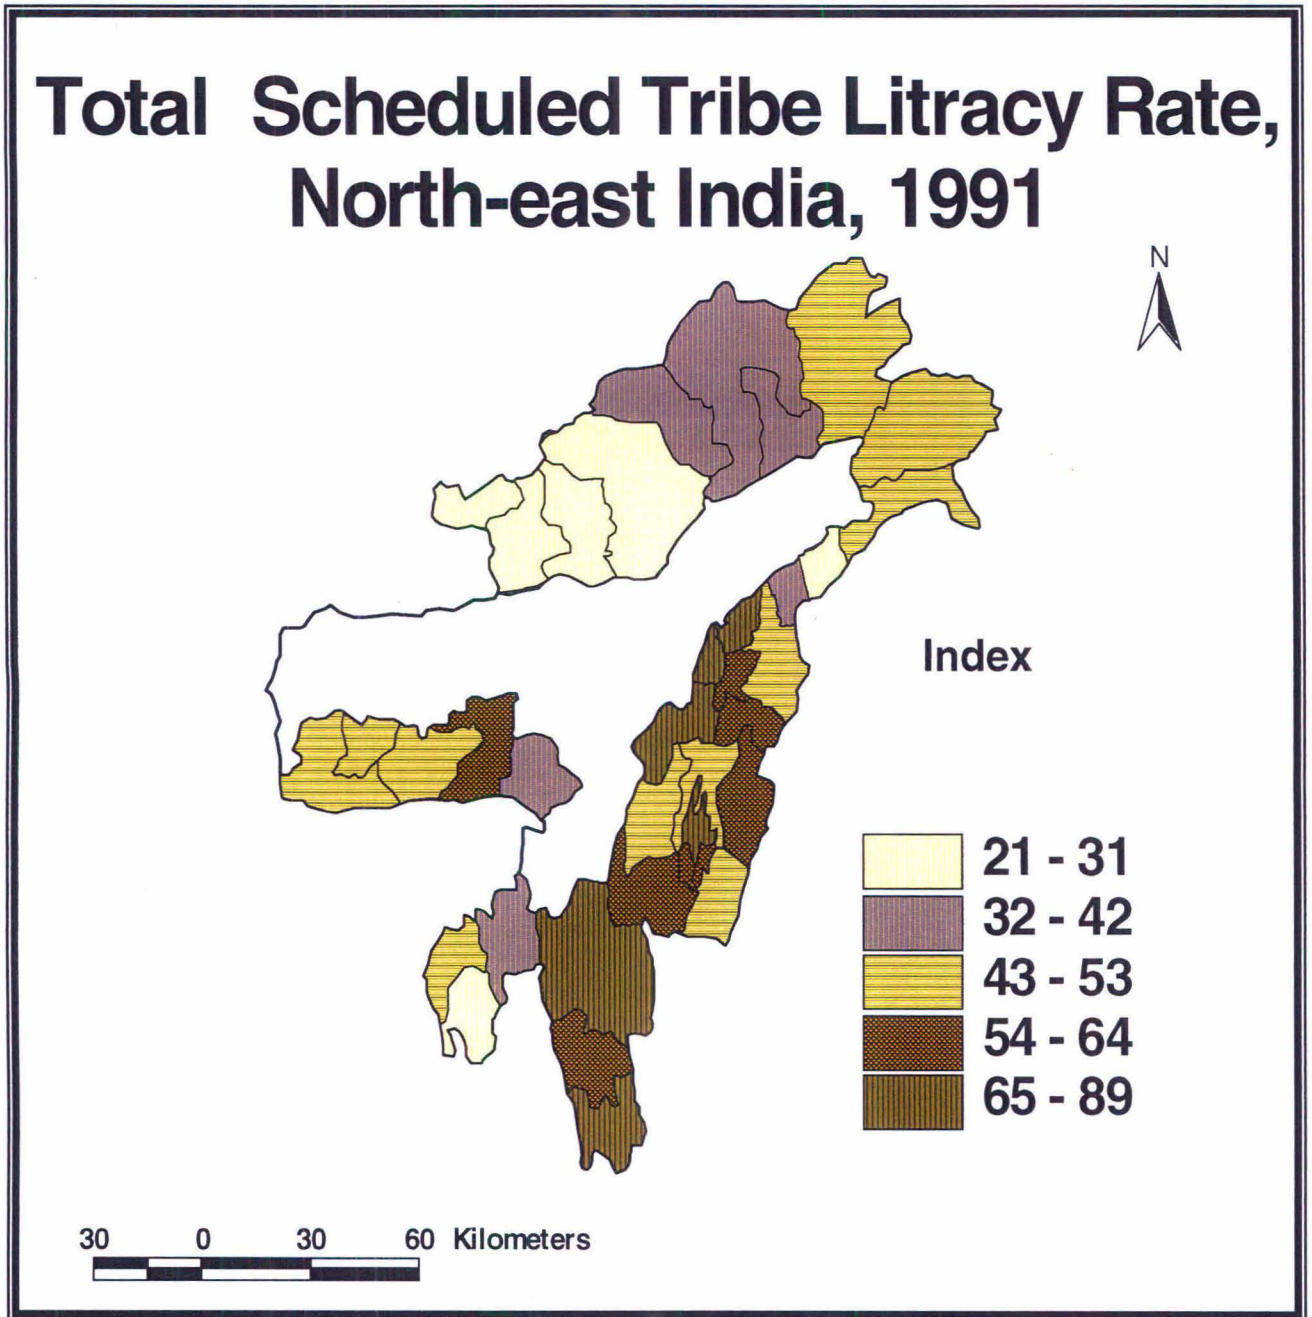 Total Scheduled Tribe Litracy Rate,
North-east India, 1991
N
Index
21 - 31
32 - 42
43 - 53
54 - 64
65 - 89
30 0 30 60 Kilometers